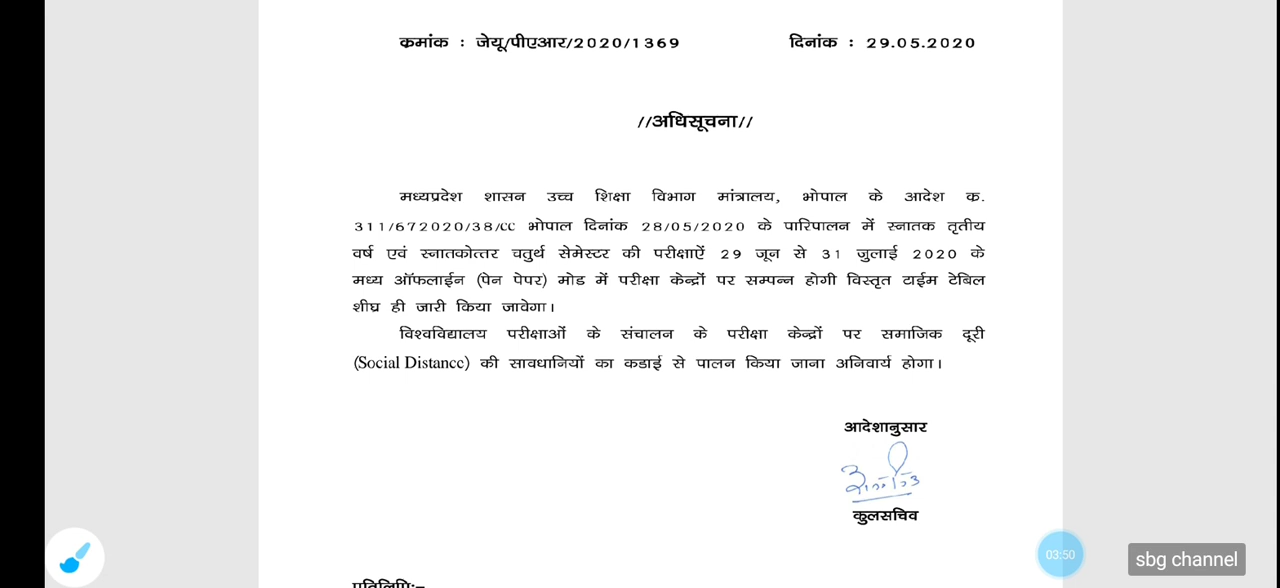 क्रमांक : जेयू/पीएआर/2020/1369 दिनांक : 29.05.2020
//अधिसूचना//
मध्यप्रदेश शासन उच्च शिक्षा विभाग मांत्रालय, भोपाल के आदेश क्र.
311/672020/38/cc भोपाल दिनांक 28/05/2020 के पारिपालन में स्नातक तृतीय
वर्ष एवं स्नातकोत्तर चतुर्थ सेमेस्टर की परीक्षाऐं 29 जून से 31 जुलाई 2020 के
मध्य ऑफलाईन (पेन पेपर) मोड में परीक्षा केन्द्रों पर सम्पन्न होगी विस्तृत टाईम टेबिल
शीघ्र ही जारी किया जावेगा।
विश्वविद्यालय परीक्षाओं के संचालन के परीक्षा केन्द्रों पर समाजिक दूरी
(Social Distance) की सावधानियों का कडाई से पालन किया जाना अनिवार्य होगा।
आदेशानुसार
कुलसचिव
प्रतिलिपि:–
03:50
sbg channel